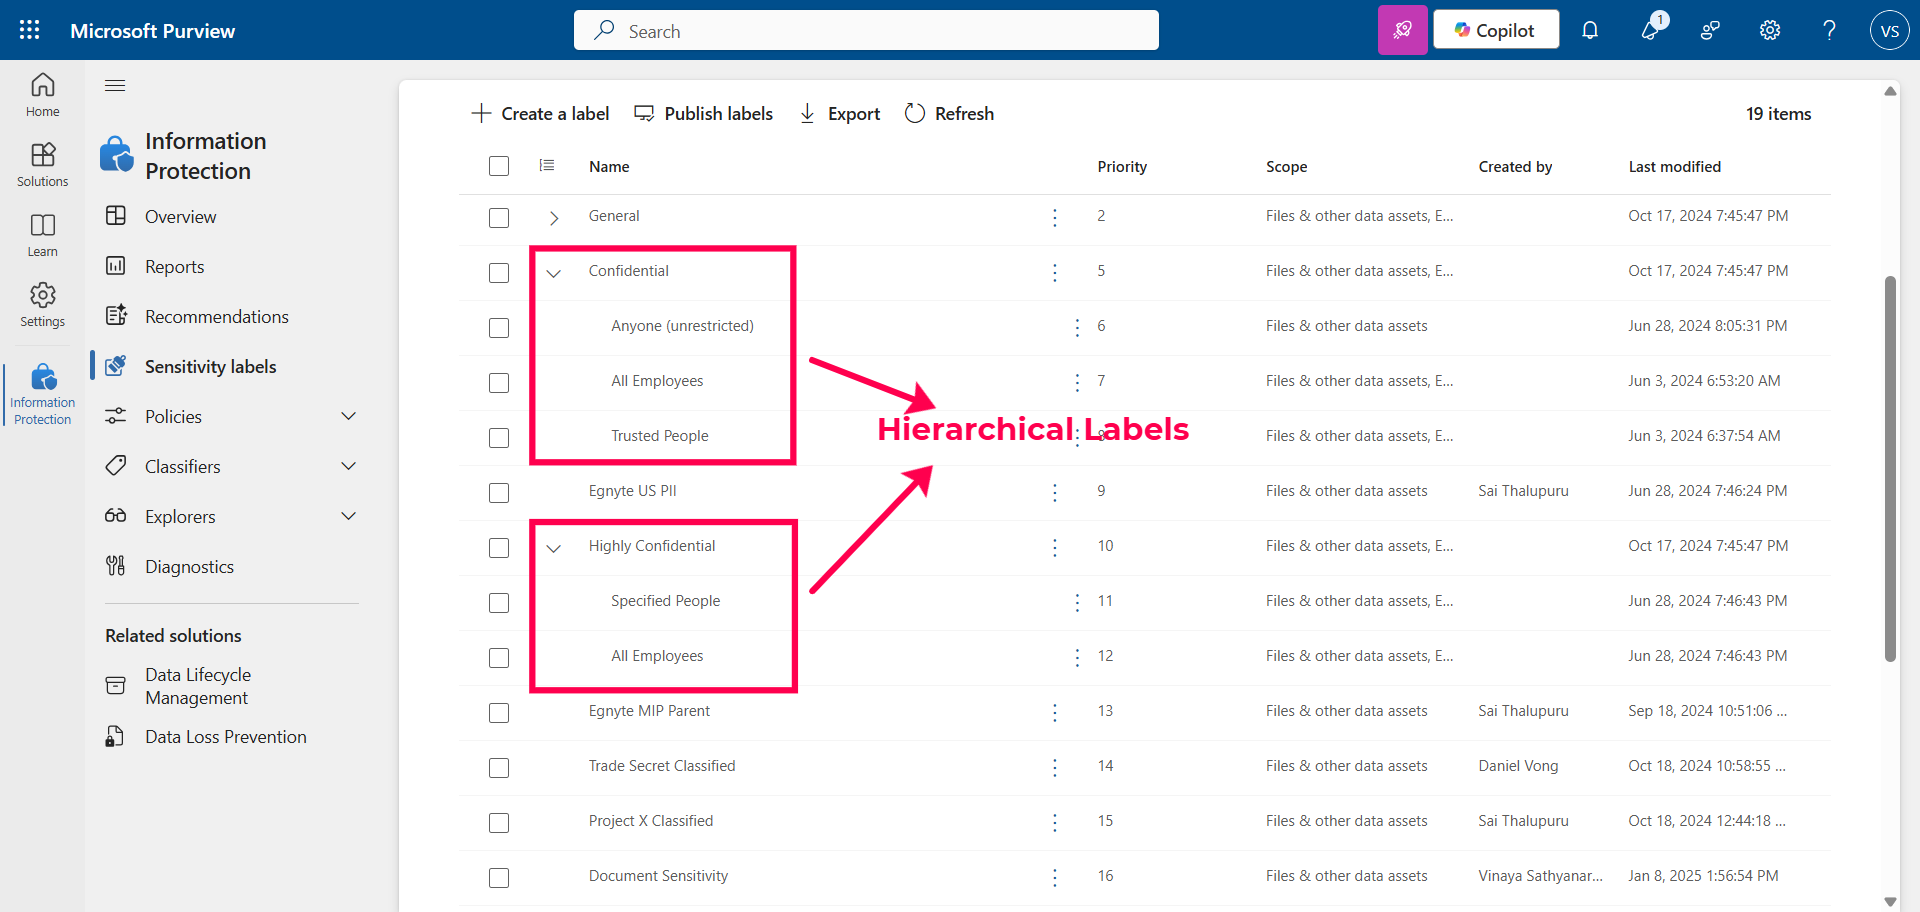 Microsoft Purview
Search
Copilot
1
VS
Home
Solutions
Learn
Settings
Information
Protection
Information
Protection
Overview
Reports
Recommendations
Sensitivity labels
Policies
Classifiers
Explorers
Diagnostics
Related solutions
Data Lifecycle
Management
Data Loss Prevention
Create a label Publish labels Export Refresh 19 items
Name Priority Scope Created by Last modified
General 2 Files & other data assets, E... Oct 17, 2024 7:45:47 PM
Confidential 5 Files & other data assets, E... Oct 17, 2024 7:45:47 PM
Anyone (unrestricted) 6 Files & other data assets Jun 28, 2024 8:05:31 PM
All Employees 7 Files & other data assets, E... Jun 3, 2024 6:53:20 AM
Hierarchical Labels
Trusted People 8 Files & other data assets, E... Jun 3, 2024 6:37:54 AM
Egnyte US PII 9 Files & other data assets Sai Thalupuru Jun 28, 2024 7:46:24 PM
Highly Confidential 10 Files & other data assets, E... Oct 17, 2024 7:45:47 PM
Specified People 11 Files & other data assets, E... Jun 28, 2024 7:46:43 PM
All Employees 12 Files & other data assets, E... Jun 28, 2024 7:46:43 PM
Egnyte MIP Parent 13 Files & other data assets Sai Thalupuru Sep 18, 2024 10:51:06 ...
Trade Secret Classified 14 Files & other data assets Daniel Vong Oct 18, 2024 10:58:55 ...
Project X Classified 15 Files & other data assets Sai Thalupuru Oct 18, 2024 12:44:18 ...
Document Sensitivity 16 Files & other data assets Vinaya Sathyanar... Jan 8, 2025 1:56:54 PM